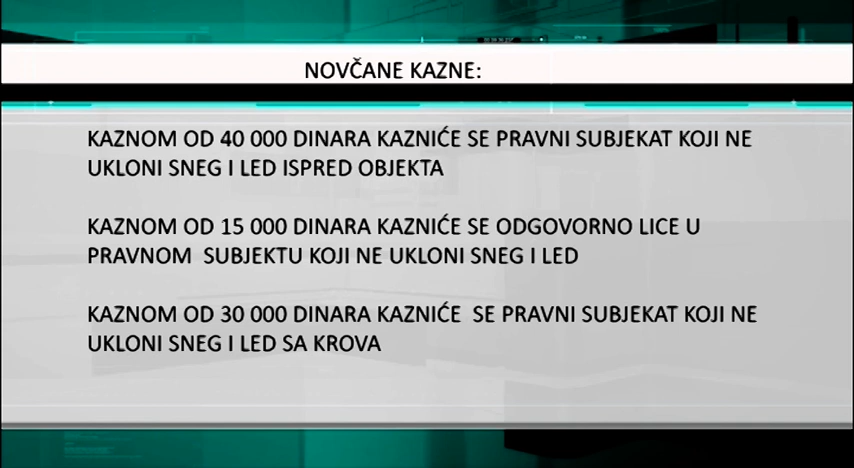 NOVČANE KAZNE:
KAZNOM OD 40 000 DINARA KAZNIĆE SE PRAVNI SUBJEKAT KOJI NE
UKLONI SNEG I LED ISPRED OBJEKTA
KAZNOM OD 15 000 DINARA KAZNIĆE SE ODGOVORNO LICE U
PRAVNOM  SUBJEKTU KOJI NE UKLONI SNEG I LED
KAZNOM OD 30 000 DINARA KAZNIĆE  SE PRAVNI SUBJEKAT KOJI NE
UKLONI SNEG I LED SA KROVA